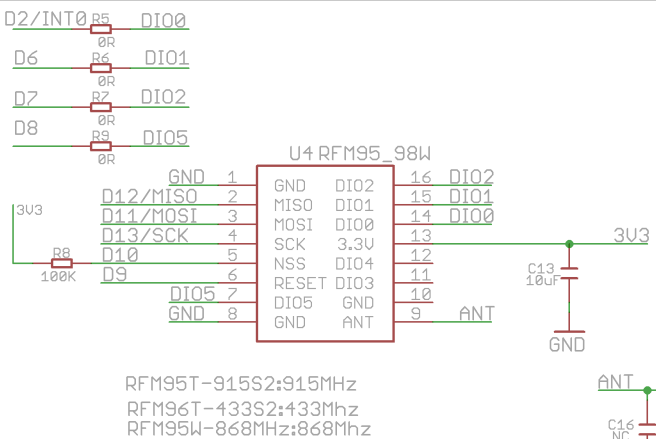 D2/INT0 R5 DIO0
0R
D6 R6 DIO1
0R
D7 R7 DIO2
0R
D8 R9 DIO5
0R
U4 RFM95_98W
GND 1 GND DIO2 16 DIO2
D12/MISO 2 MISO DIO1 15 DIO1
D11/MOSI 3 MOSI DIO0 14 DIO0
D13/SCK 4 SCK 3.3V 13 3V3
D10 5 NSS DIO4 12
D9 6 RESET DIO3 11
DIO5 7 DIO5 GND 10
GND 8 GND ANT 9 ANT
3V3
R8
100K
C13
10uF
GND
RFM95T-915S2:915MHz
RFM96T-433S2:433Mhz
RFM95W-868MHz:868Mhz
ANT
C16
NC